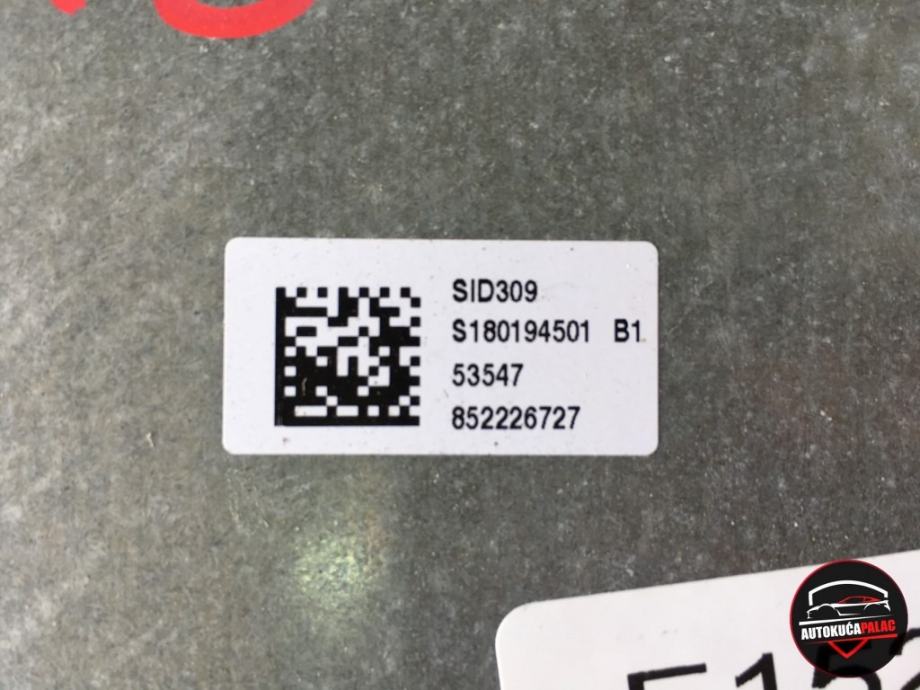 SID309
S180194501 B1
53547
852226727
AUTOKUĆAPALAC